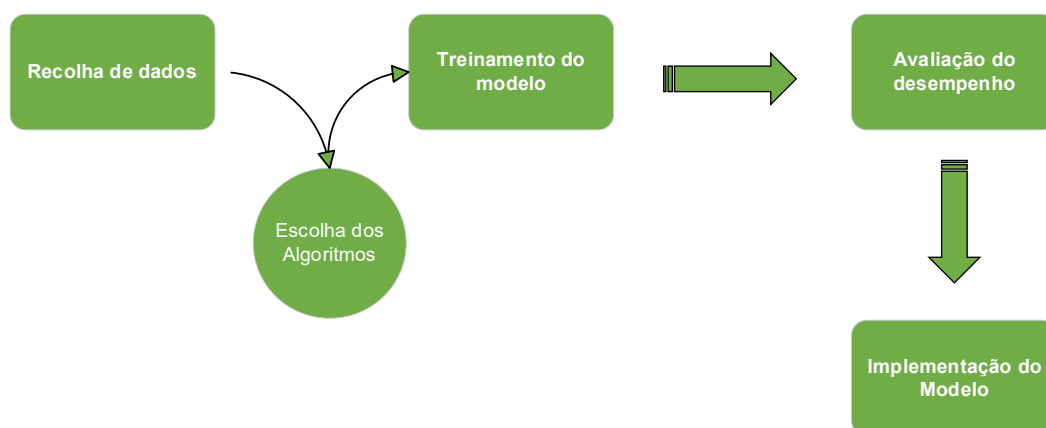 Recolha de dados
Treinamento do
modelo
Avaliação do
desempenho
Escolha dos
Algoritmos
Implementação do
Modelo